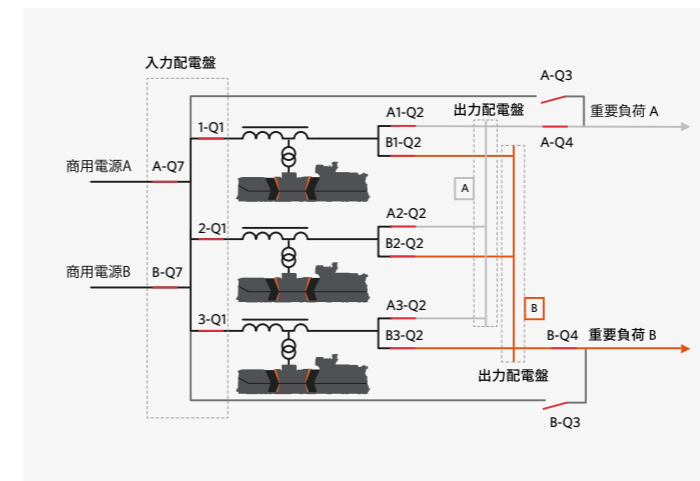 入力配電盤
A-Q3
出力配電盤
重要負荷 A
A1-Q2
1-Q1
B1-Q2
A-Q4
商用電源A
A-Q7
A
A2-Q2
2-Q1
B2-Q2
商用電源B
B-Q7
A3-Q2
B
3-Q1
B3-Q2
B-Q4
重要負荷 B
出力配電盤
B-Q3